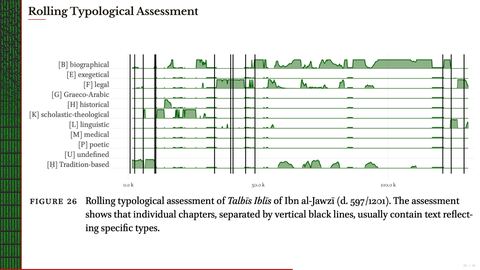 Rolling Typological Assessment
[B] biographical
[E] exegetical
[F] legal
[G] Graeco-Arabic
[H] historical
[K] scholastic-theological
[L] linguistic
[M] medical
[P] poetic
[U] undefined
[H] Tradition-based
0.0 k 50.0 k 100.0 k
FIGURE 26 Rolling typological assessment of Talbīs Iblīs of Ibn al-Jawzī (d. 597/1201). The assessment
shows that individual chapters, separated by vertical black lines, usually contain text reflect-
ing specific types.